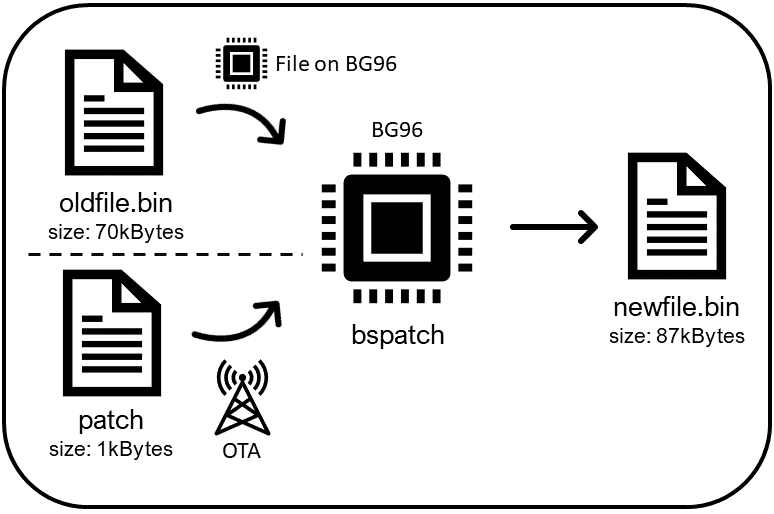 File on BG96
oldfile.bin
size: 70kBytes
patch
size: 1kBytes
OTA
BG96
bspatch
newfile.bin
size: 87kBytes